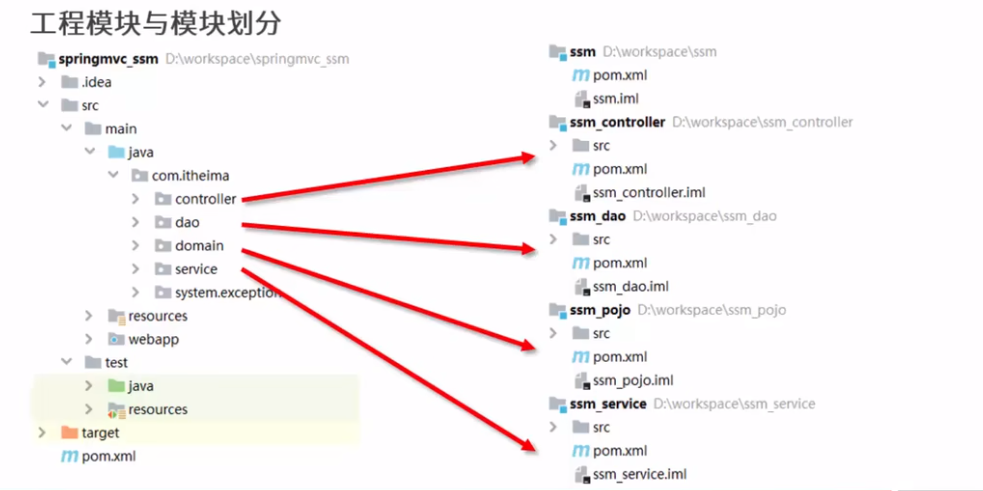 工程模块与模块划分
springmvc_ssm D:\workspace\springmvc_ssm
.idea
src
main
java
com.itheima
controller
dao
domain
service
system.exception
resources
webapp
test
java
resources
target
pom.xml
ssm D:\workspace\ssm
pom.xml
ssm.iml
ssm_controller D:\workspace\ssm_controller
src
pom.xml
ssm_controller.iml
ssm_dao D:\workspace\ssm_dao
src
pom.xml
ssm_dao.iml
ssm_pojo D:\workspace\ssm_pojo
src
pom.xml
ssm_pojo.iml
ssm_service D:\workspace\ssm_service
src
pom.xml
ssm_service.iml